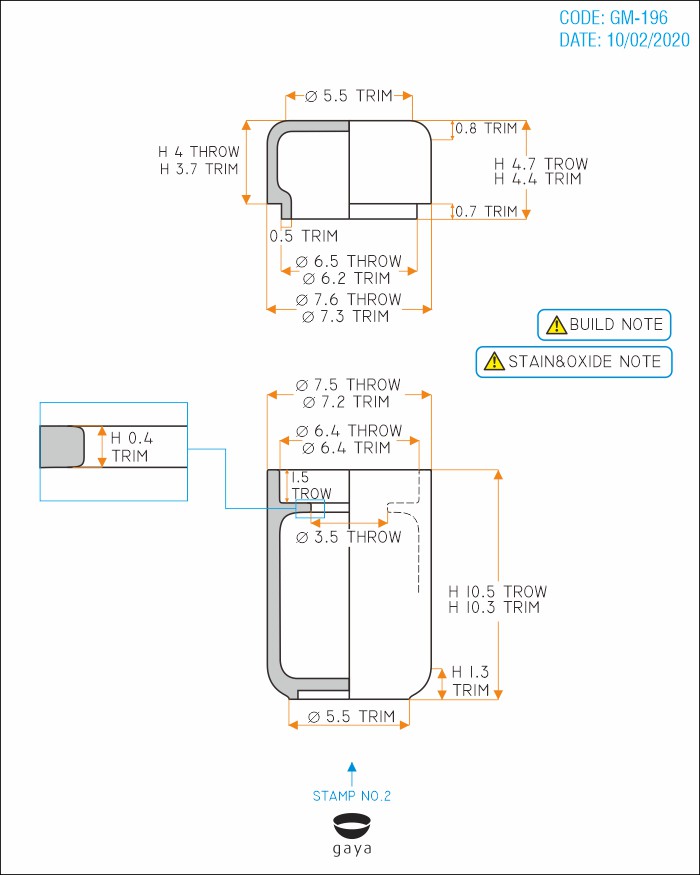 CODE: GM-196
DATE: 10/02/2020
Ø 5.5 TRIM
0.8 TRIM
H 4 THROW
H 3.7 TRIM
H 4.7 TROW
H 4.4 TRIM
0.7 TRIM
0.5 TRIM
Ø 6.5 THROW
Ø 6.2 TRIM
Ø 7.6 THROW
Ø 7.3 TRIM
BUILD NOTE
STAIN&OXIDE NOTE
Ø 7.5 THROW
Ø 7.2 TRIM
Ø 6.4 THROW
Ø 6.4 TRIM
H 0.4
TRIM
1.5
TROW
Ø 3.5 THROW
H 10.5 TROW
H 10.3 TRIM
H 1.3
TRIM
Ø 5.5 TRIM
STAMP NO.2
gaya